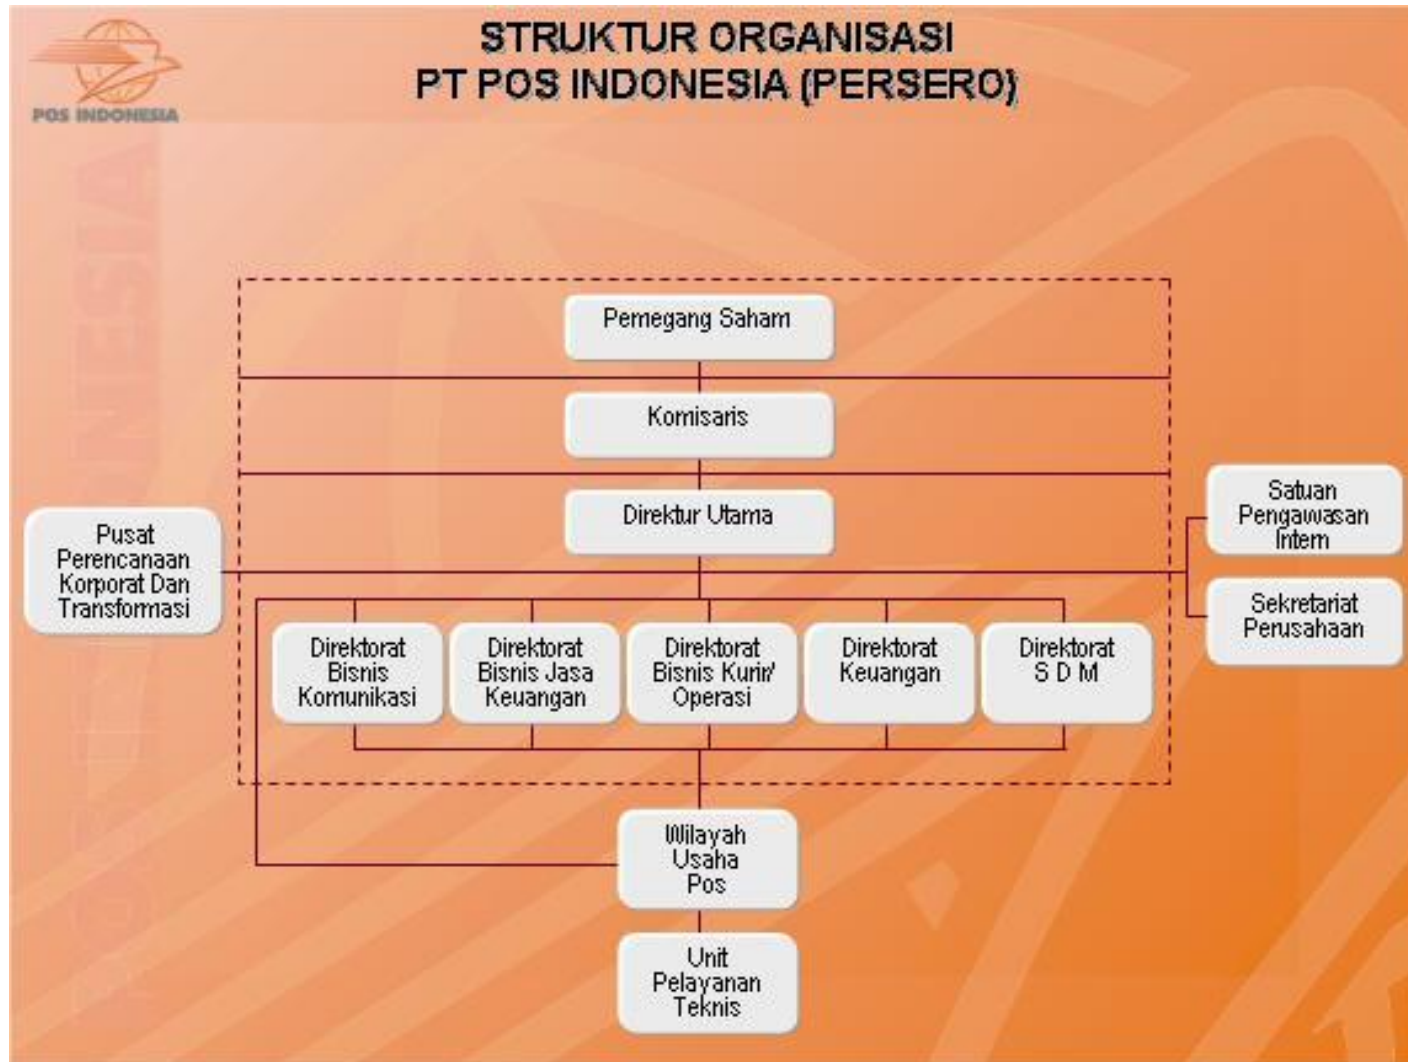 STRUKTUR ORGANISASI
PT POS INDONESIA (PERSERO)
POS INDONESIA
POS INDONESIA
Pemegang Saham
Komisaris
Direktur Utama
Pusat
Perencanaan
Korporat Dan
Transformasi
Satuan
Pengawasan
Intern
Sekretariat
Perusahaan
Direktorat
Bisnis
Komunikasi
Direktorat
Bisnis Jasa
Keuangan
Direktorat
Bisnis Kurir/
Operasi
Direktorat
Keuangan
Direktorat
S D M
Wilayah
Usaha
Pos
Unit
Pelayanan
Teknis